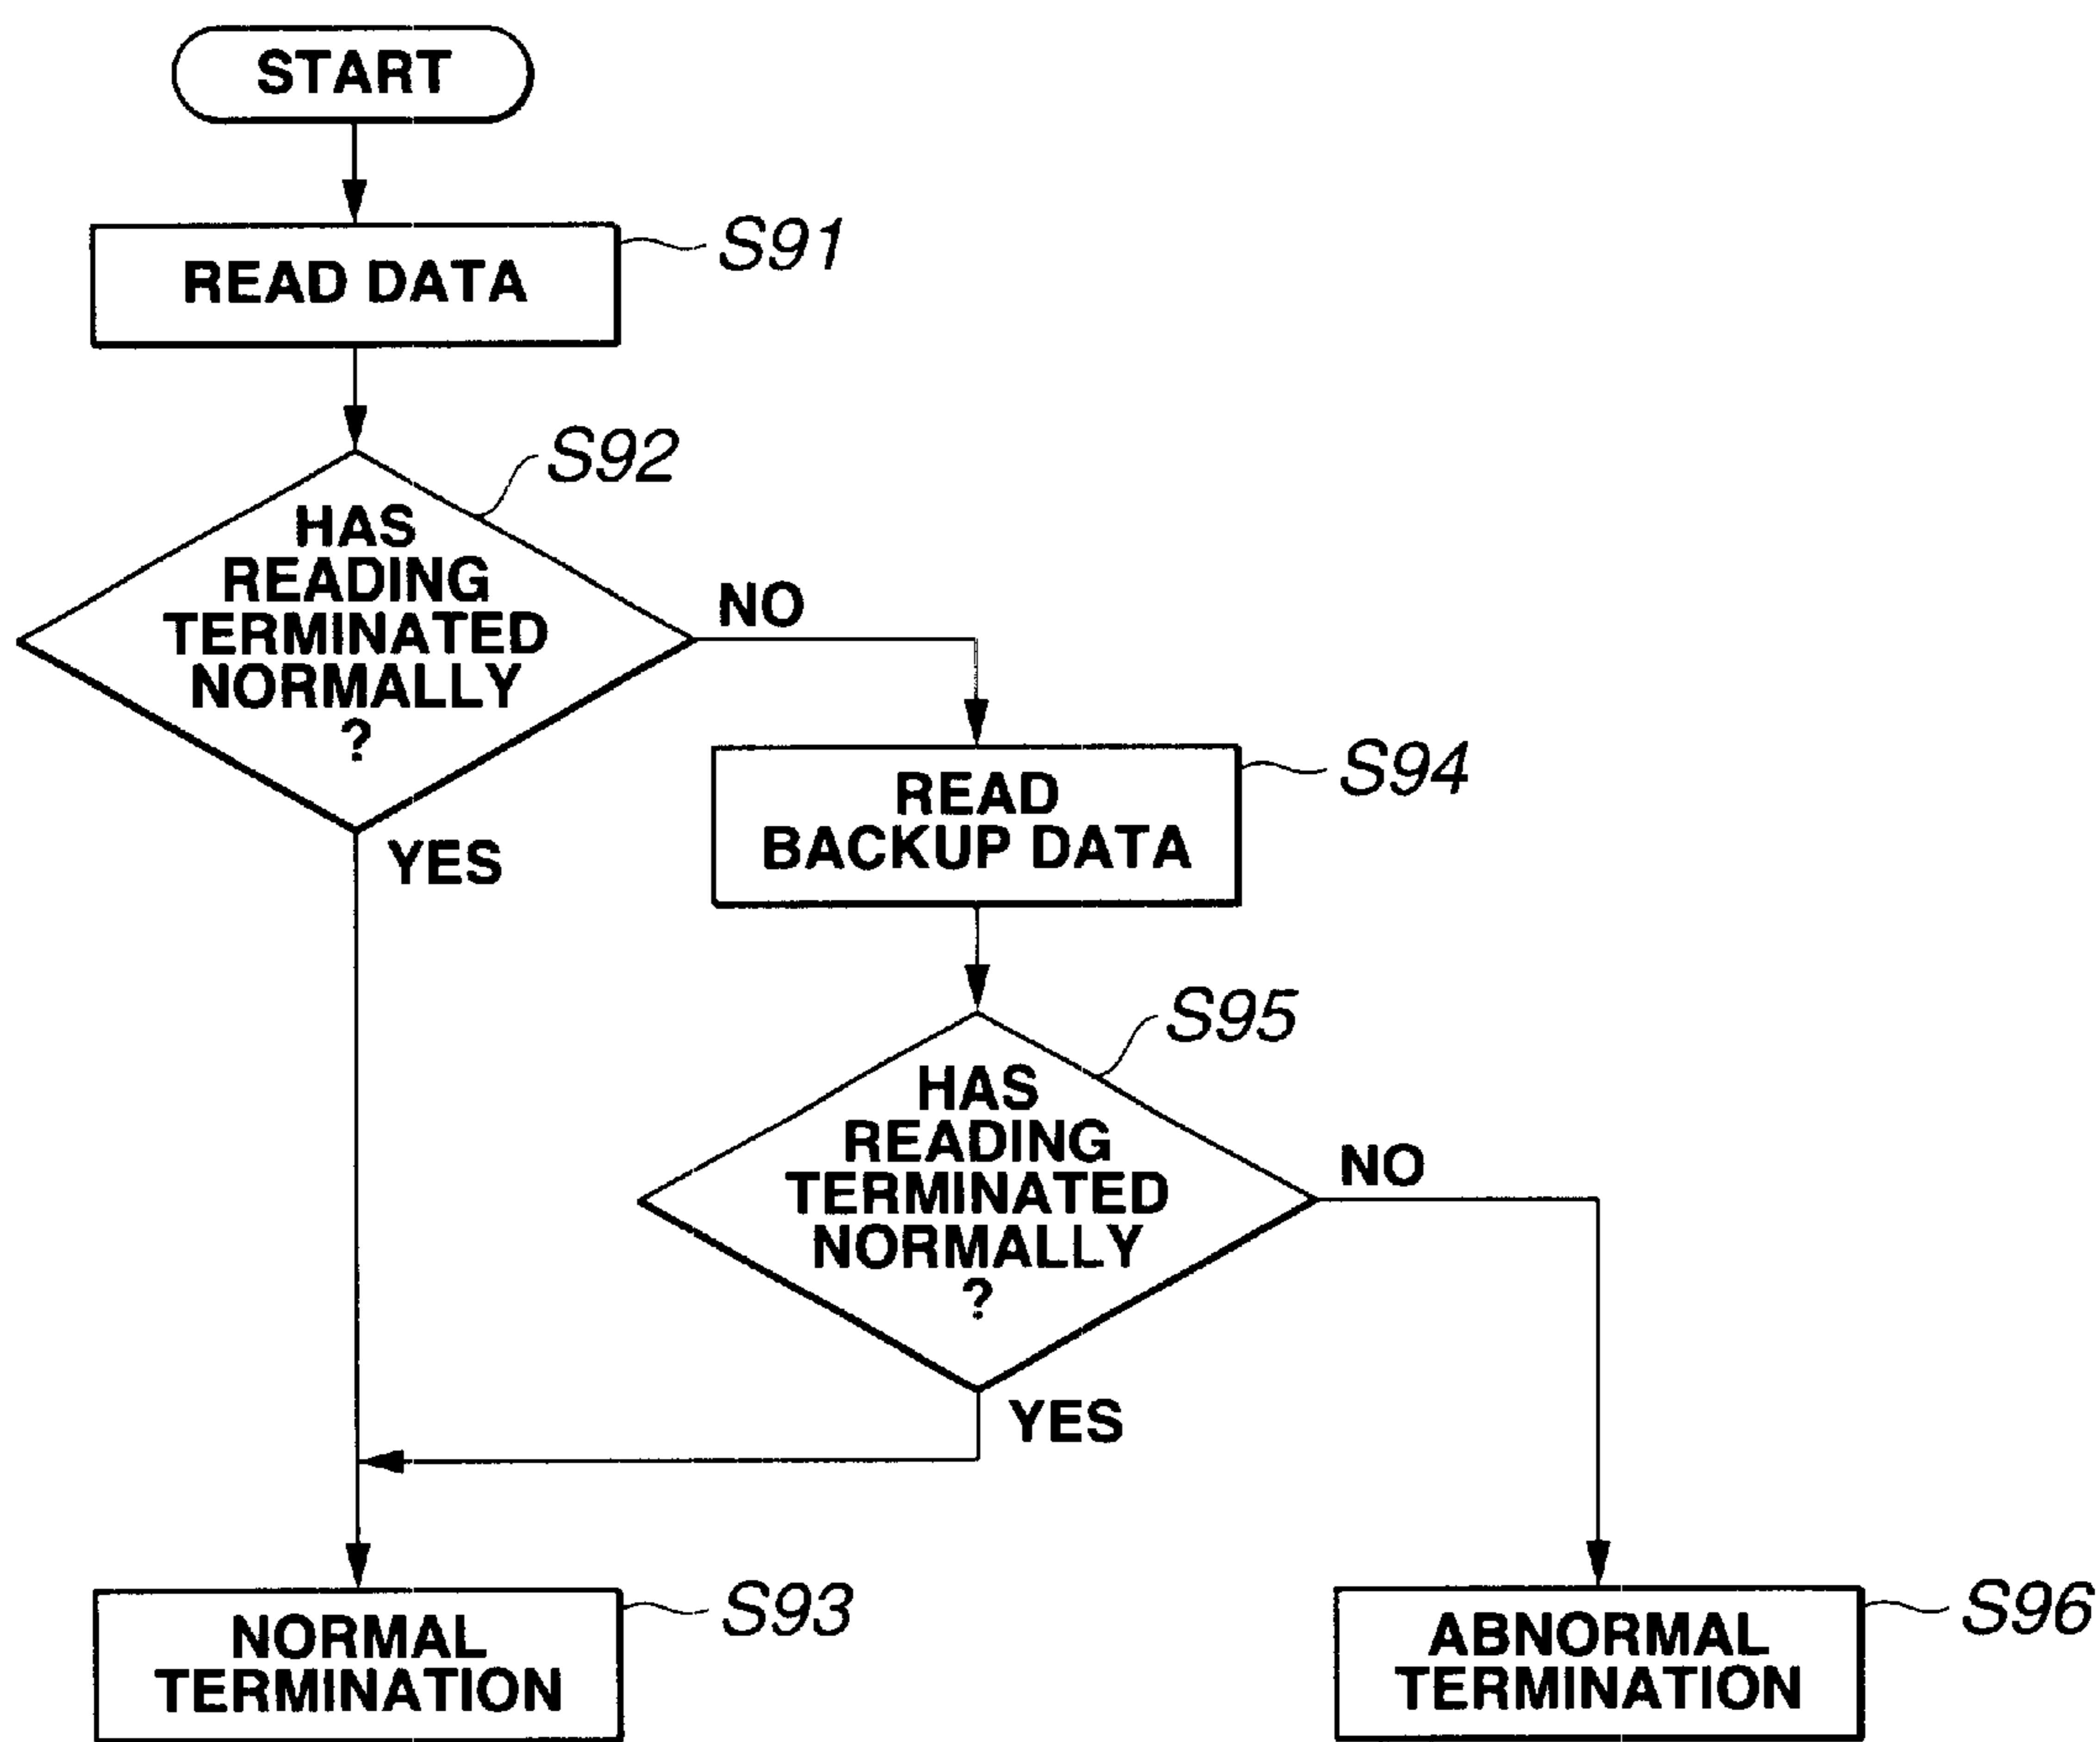 START
READ DATA
S91
S92
HAS
READING
TERMINATED
NORMALLY
?
NO
YES
READ
BACKUP DATA
S94
S95
HAS
READING
TERMINATED
NORMALLY
?
NO
YES
NORMAL
TERMINATION
S93
ABNORMAL
TERMINATION
S96